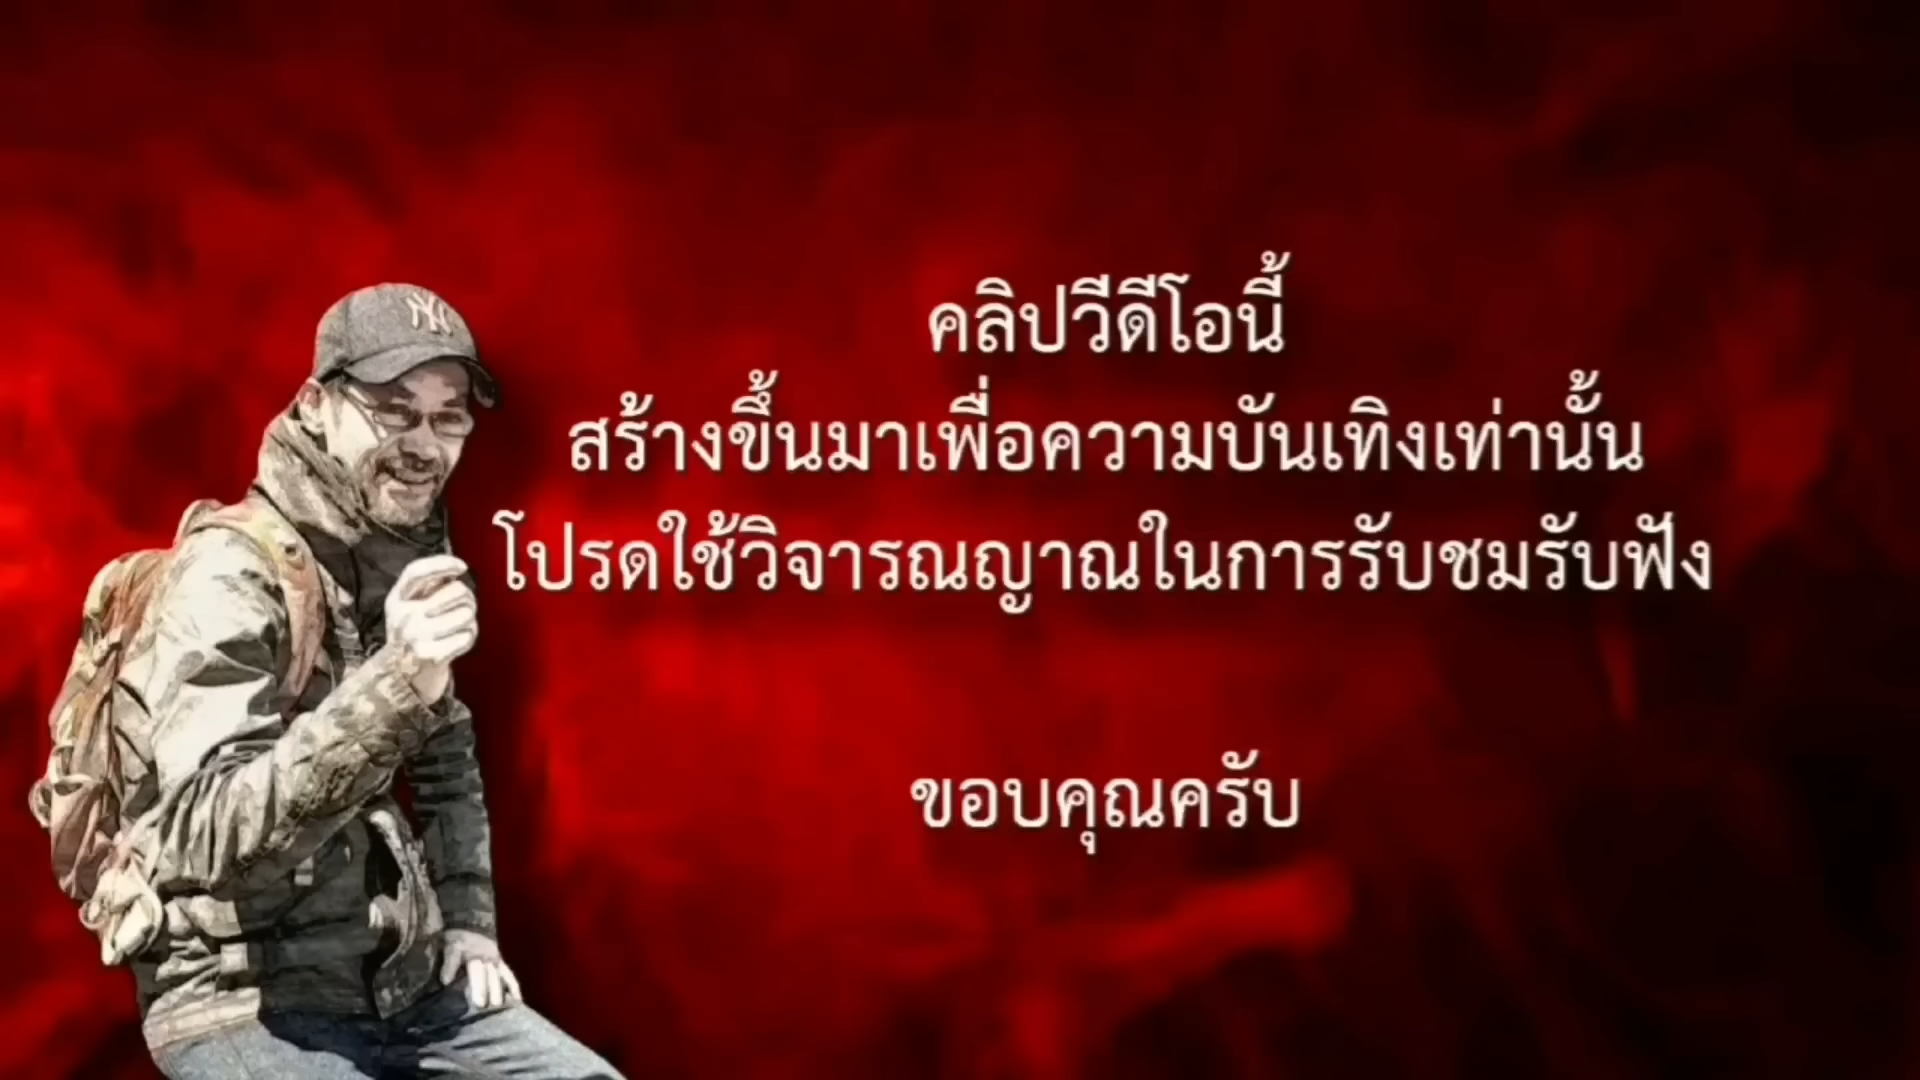 NY
คลิปวีดีโอนี้
สร้างขึ้นมาเพื่อความบันเทิงเท่านั้น
โปรดใช้วิจารณญาณในการรับชมรับฟัง
ขอบคุณครับ